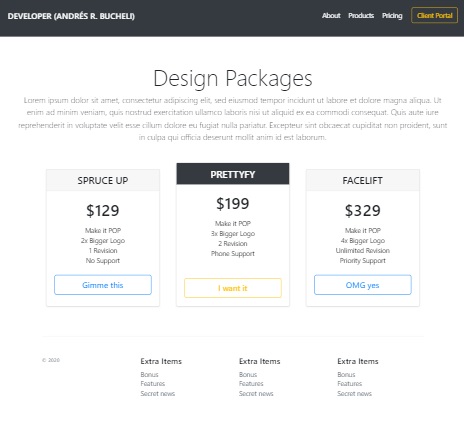 DEVELOPER (ANDRÉS R. BUCHELI)
About Products Pricing Client Portal
Design Packages
Lorem ipsum dolor sit amet, consectetur adipiscing elit, sed eiusmod tempor incidunt ut labore et dolore magna aliqua. Ut
enim ad minim veniam, quis nostrud exercitation ullamco laboris nisi ut aliquid ex ea commodi consequat. Quis aute iure
reprehenderit in voluptate velit esse cillum dolore eu fugiat nulla pariatur. Excepteur sint obcaecat cupiditat non proident, sunt
in culpa qui officia deserunt mollit anim id est laborum.
SPRUCE UP
$129
Make it POP
2x Bigger Logo
1 Revision
No Support
Gimme this
PRETTYFY
$199
Make it POP
3x Bigger Logo
2 Revision
Phone Support
I want it
FACELIFT
$329
Make it POP
4x Bigger Logo
Unlimited Revision
Priority Support
OMG yes
© 2020
Extra Items
Bonus
Features
Secret news
Extra Items
Bonus
Features
Secret news
Extra Items
Bonus
Features
Secret news